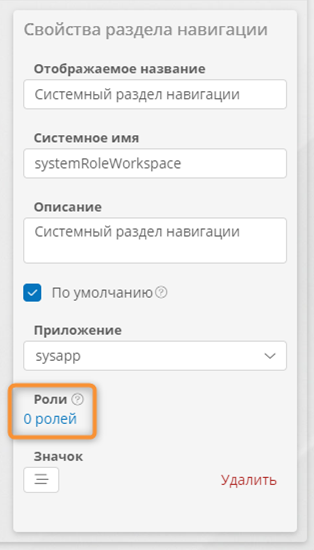 Свойства раздела навигации
Отображаемое название
Системный раздел навигации
Системное имя
systemRoleWorkspace
Описание
Системный раздел навигации
По умолчанию ?
Приложение
sysapp
Роли ?
0 ролей
Значок
Удалить